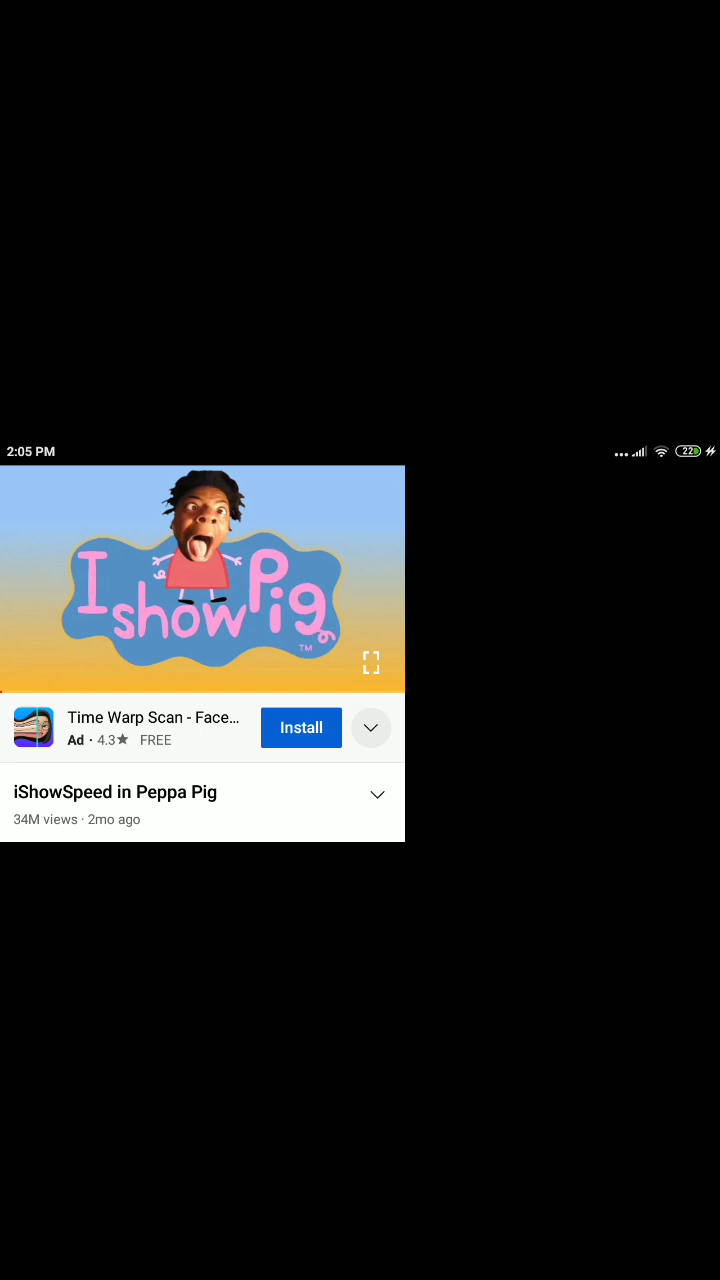 2:05 PM
22
I show Pig
TM
Time Warp Scan - Face...
Install
Ad · 4.3★ FREE
iShowSpeed in Peppa Pig
34M views · 2mo ago